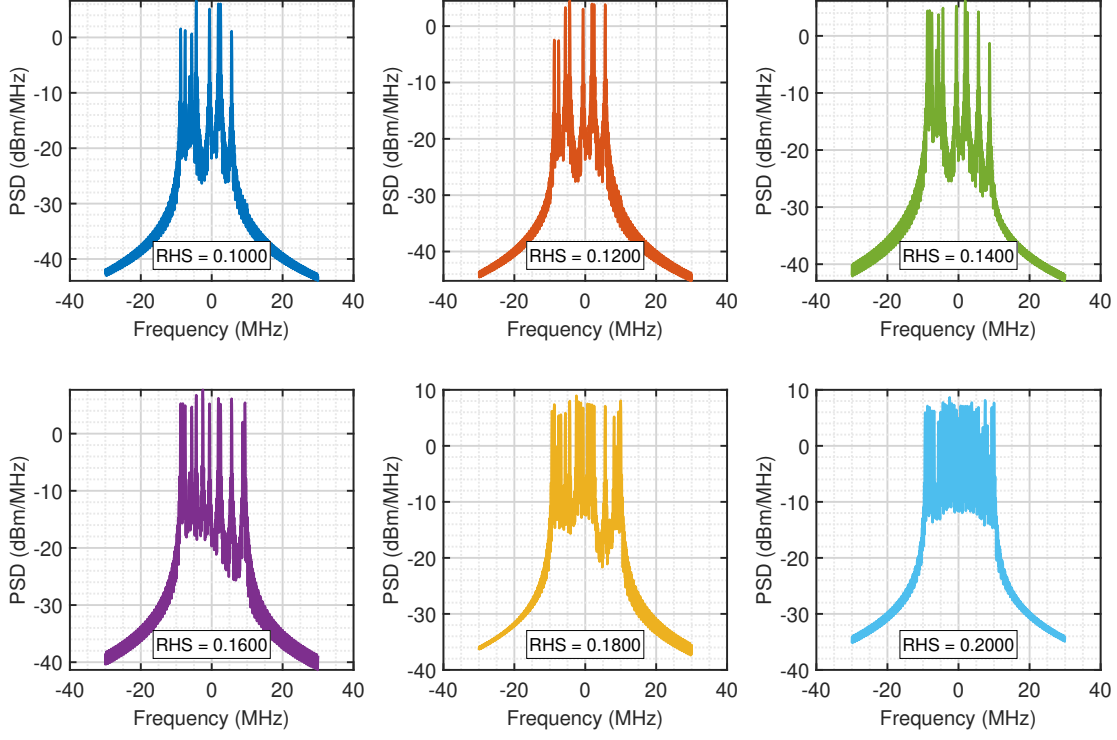 0
-10
-20
-30
-40
PSD (dBm/MHz)
RHS = 0.1000
-40 -20 0 20 40
Frequency (MHz)
0
-10
-20
-30
-40
PSD (dBm/MHz)
RHS = 0.1200
-40 -20 0 20 40
Frequency (MHz)
0
-10
-20
-30
-40
PSD (dBm/MHz)
RHS = 0.1400
-40 -20 0 20 40
Frequency (MHz)
0
-10
-20
-30
-40
PSD (dBm/MHz)
RHS = 0.1600
-40 -20 0 20 40
Frequency (MHz)
10
0
-10
-20
-30
-40
PSD (dBm/MHz)
RHS = 0.1800
-40 -20 0 20 40
Frequency (MHz)
10
0
-10
-20
-30
-40
PSD (dBm/MHz)
RHS = 0.2000
-40 -20 0 20 40
Frequency (MHz)